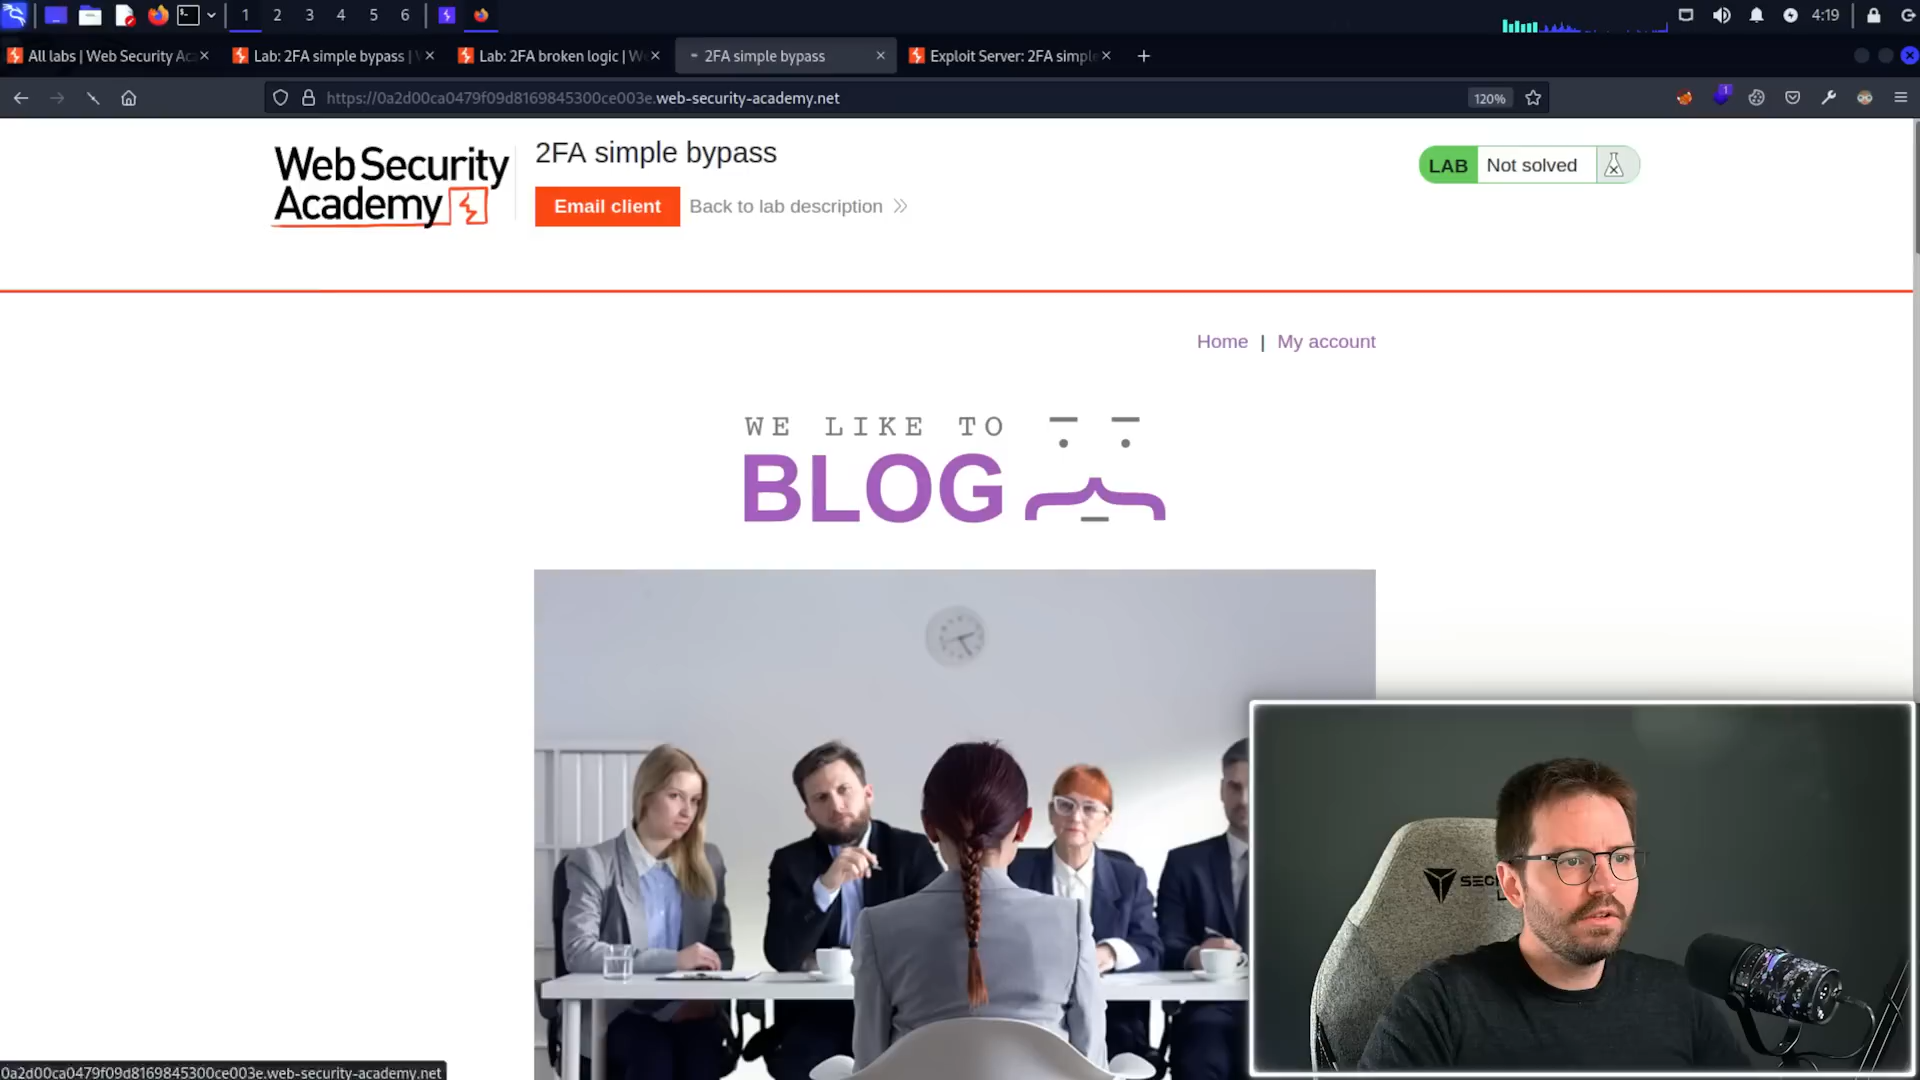 1 2 3 4 5 6 4:19
All labs | Web Security Ac
Lab: 2FA simple bypass |
Lab: 2FA broken logic | W
2FA simple bypass
Exploit Server: 2FA simple
https://0a2d00ca0479f09d8169845300ce003e.web-security-academy.net
120%
1
Web Security
Academy
2FA simple bypass
Email client
Back to lab description
LAB Not solved
Home | My account
WE LIKE TO
BLOG
SEC
0a2d00ca0479f09d8169845300ce003e.web-security-academy.net